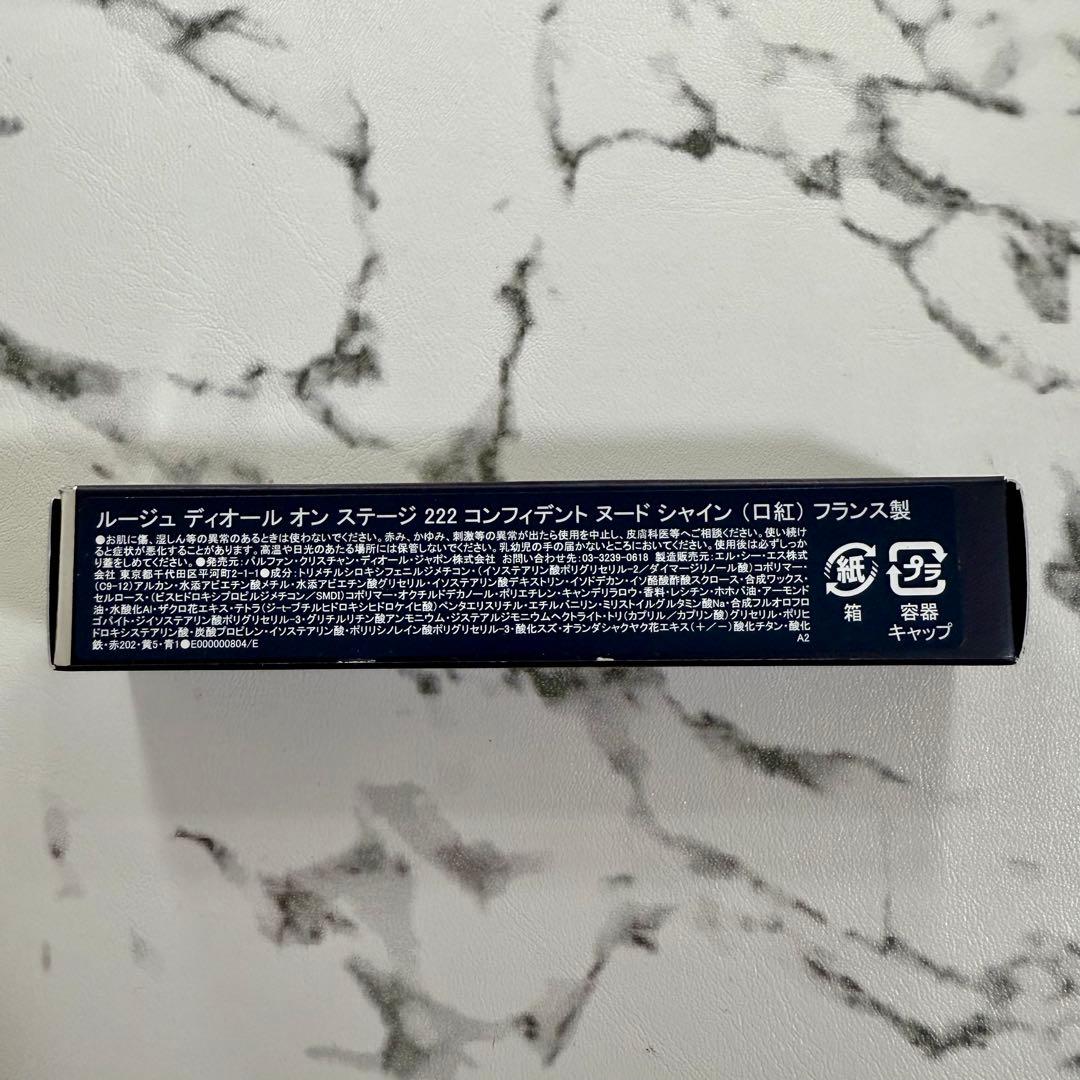 ルージュ ディオール オン ステージ 222 コンフィデント ヌード シャイン（口紅）フランス製
●お肌に傷、湿しん等の異常のあるときは使わないでください。赤み、かゆみ、刺激等の異常が出たら使用を中止し、皮膚科医等へご相談ください。使い続け
ると症状が悪化することがあります。高温や日光のあたる場所には保管しないでください。乳幼児の手の届かないところにおいてください。使用後は必ずしっか
り蓋をしめてください。●発売元：パルファン・クリスチャン・ディオール・ジャポン株式会社 お問い合わせ先：03-3239-0618 製造販売元：エル・シー・エス株式
会社 東京都千代田区平河町2-1-1●成分：トリメチルシロキシフェニルジメチコン・（イソステアリン酸ポリグリセリル-2／ダイマージリノール酸）コポリマー・
（C9-12）アルカン・水添アビエチン酸メチル・水添アビエチン酸グリセリル・イソステアリン酸デキストリン・イソドデカン・イソ酪酸酢酸スクロース・合成ワックス・
セルロース・（ビスヒドロキシプロピルジメチコン／SMDI）コポリマー・オクチルドデカノール・ポリエチレン・キャンデリラロウ・香料・レシチン・ホホバ油・アーモンド
油・水酸化Al・ザクロ花エキス・テトラ（ジ-t-ブチルヒドロキシヒドロケイヒ酸）ペンタエリスリチル・エチルバニリン・ミリストイルグルタミン酸Na・合成フルオロフロ
ゴパイト・ジイソステアリン酸ポリグリセリル-3・グリチルリチン酸アンモニウム・ジステアルジモニウムヘクトライト・トリ（カプリル／カプリン酸）グリセリル・ポリヒ
ドロキシステアリン酸・炭酸プロピレン・イソステアリン酸・ポリリシノレイン酸ポリグリセリル-3・酸化スズ・オランダシャクヤク花エキス（＋／－）酸化チタン・酸化
鉄・赤202・黄5・青1●E000000804/E
A2
紙
箱
プラ
容器
キャップ